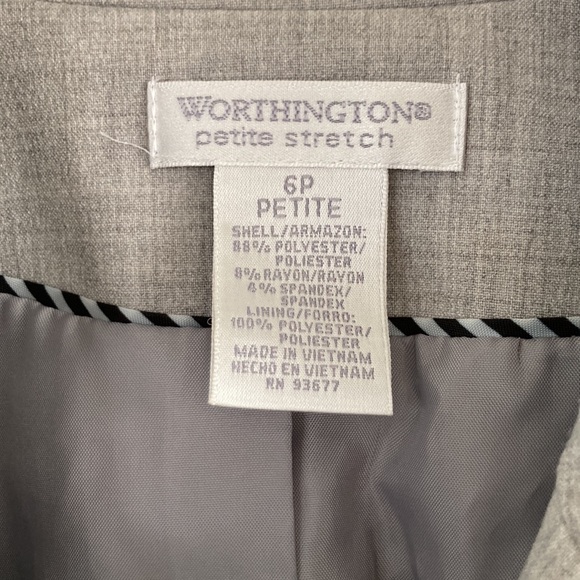 WORTHINGTON®
petite stretch
6P
PETITE
SHELL/ARMAZON:
88% POLYESTER/
POLIESTER
8% RAYON/RAYON
4% SPANDEX/
SPANDEX
LINING/FORRO:
100% POLYESTER/
POLIESTER
MADE IN VIETNAM
HECHO EN VIETNAM
RN 93677